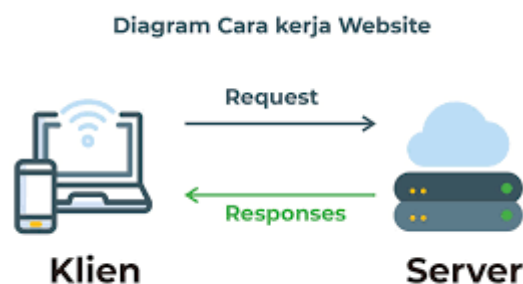 Diagram Cara kerja Website
Request
Responses
Klien
Server